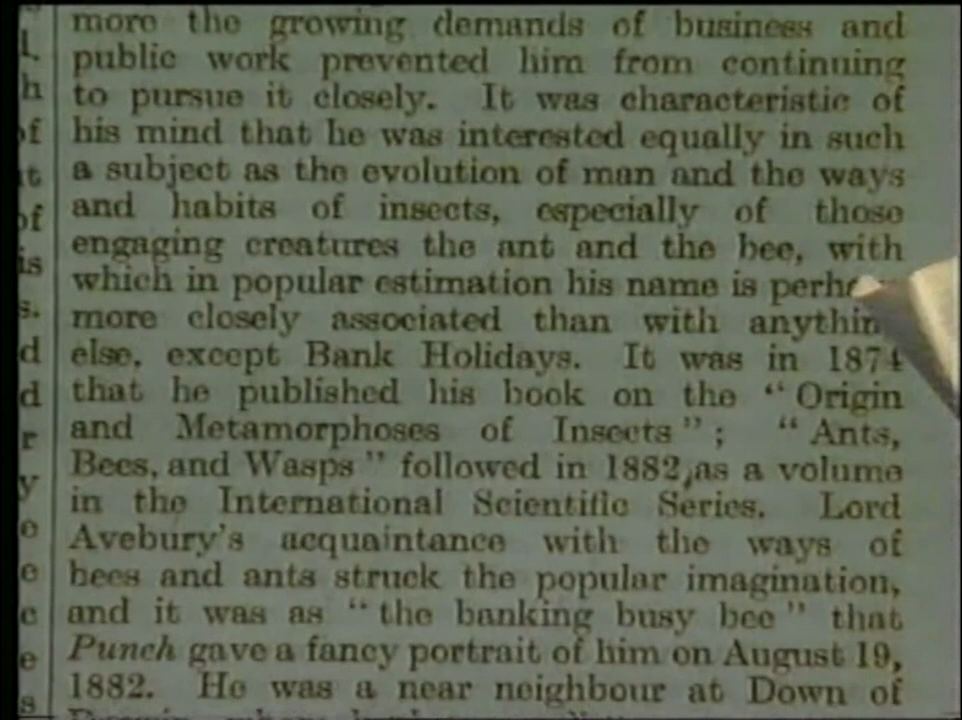 more the growing demands of business and
public work prevented him from continuing
to pursue it closely. It was characteristic of
his mind that he was interested equally in such
a subject as the evolution of man and the ways
and habits of insects, especially of those
engaging creatures the ant and the bee, with
which in popular estimation his name is perh
more closely associated than with anythin
else, except Bank Holidays. It was in 1874
that he published his book on the “Origin
and Metamorphoses of Insects”; “Ants,
Bees, and Wasps” followed in 1882, as a volume
in the International Scientific Series. Lord
Avebury's acquaintance with the ways of
bees and ants struck the popular imagination,
and it was as “the banking busy bee” that
Punch gave a fancy portrait of him on August 19,
1882. He was a near neighbour at Down of